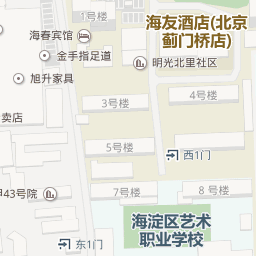 1号楼
海友酒店(北京
蓟门桥店)
海春宾馆
金手指足道
明光北里社区
旭升家具
3号楼
4号楼
卖店
5号楼
西1门
43号院
7号楼
8 号楼
海淀区艺术
职业学校
东1门